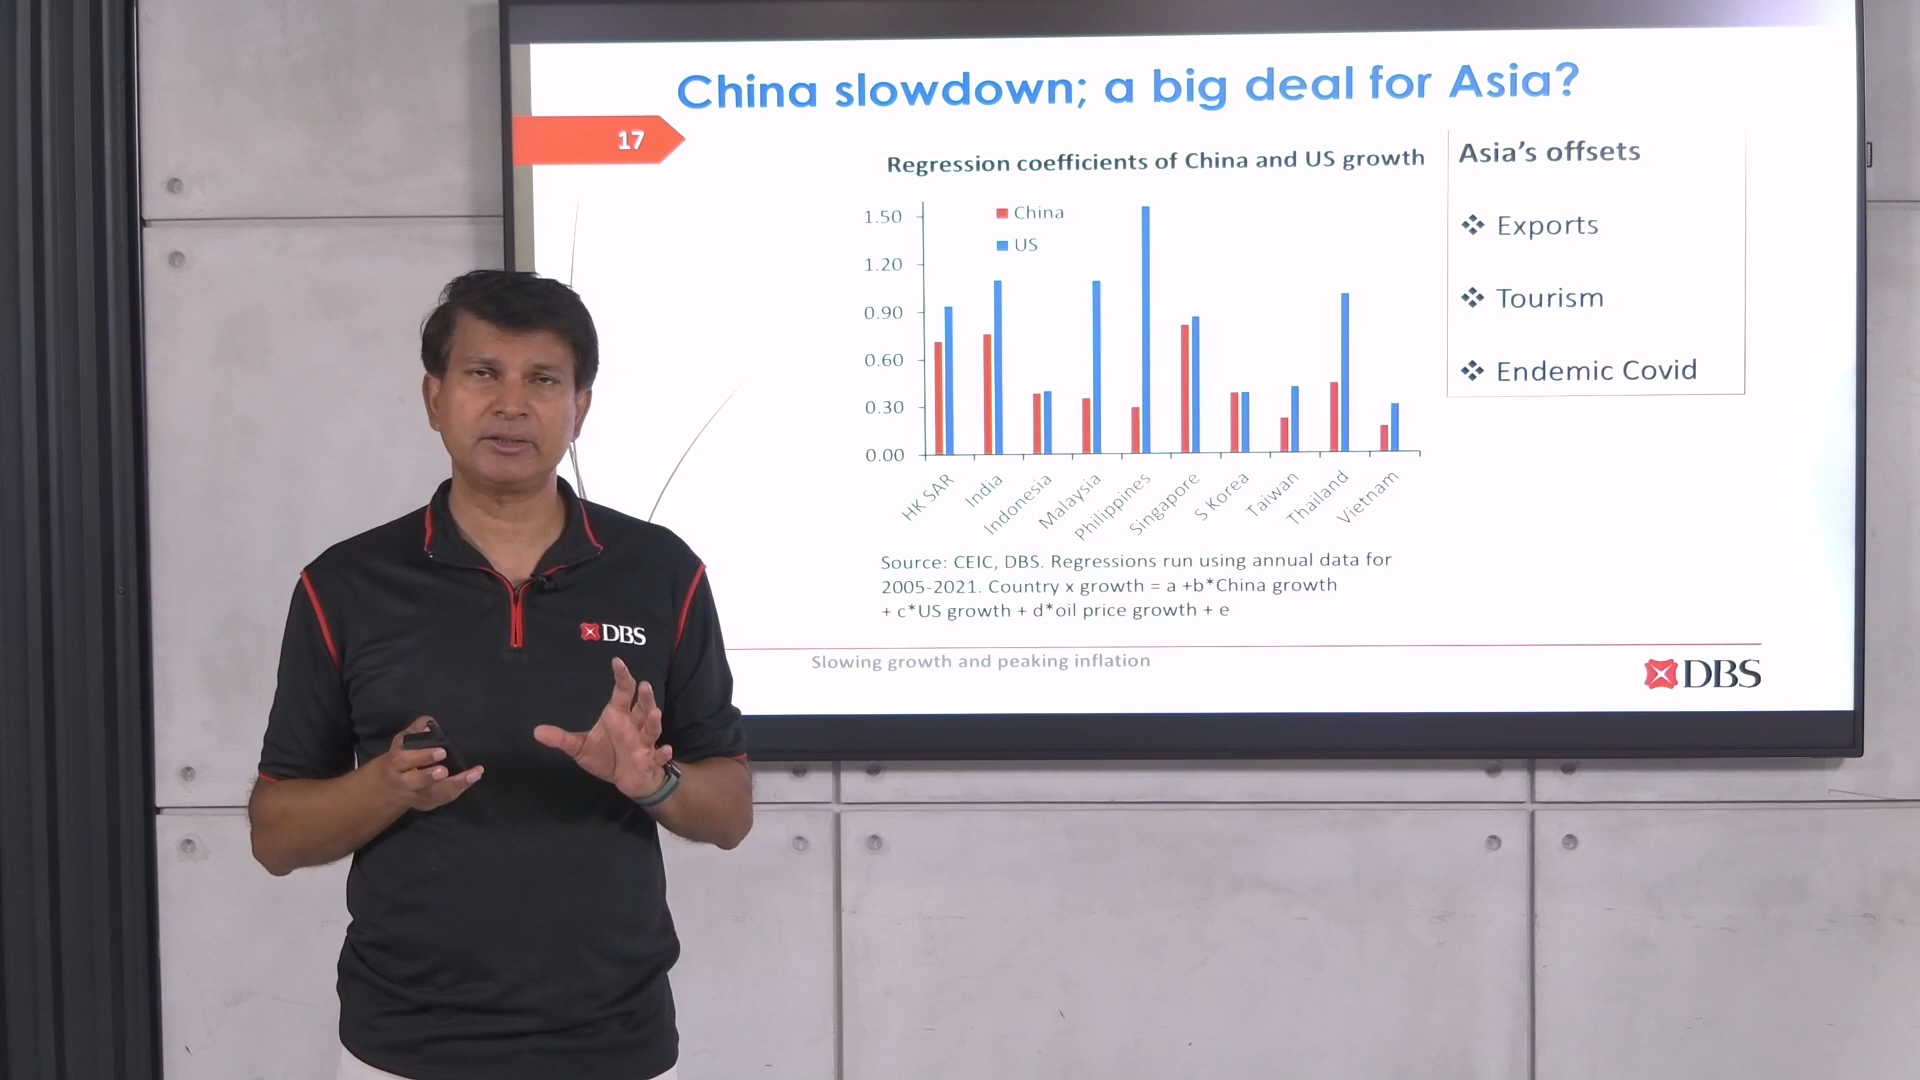 China slowdown; a big deal for Asia?
17
Regression coefficients of China and US growth
China
US
1.50
1.20
0.90
0.60
0.30
0.00
HK SAR
India
Indonesia
Malaysia
Philippines
Singapore
S Korea
Taiwan
Thailand
Vietnam
Source: CEIC, DBS. Regressions run using annual data for
2005-2021. Country x growth = a +b*China growth
+ c*US growth + d*oil price growth + e
Asia's offsets
❖ Exports
❖ Tourism
❖ Endemic Covid
Slowing growth and peaking inflation
DBS
DBS